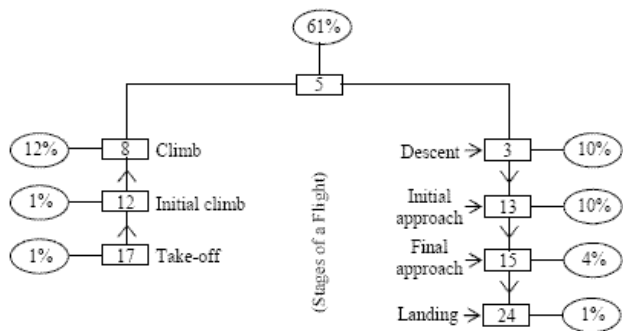 61%
5
12% 8 Climb
1% 12 Initial climb
1% 17 Take-off
(Stages of a Flight)
Descent 3 10%
Initial
approach 13 10%
Final
approach 15 4%
Landing 24 1%